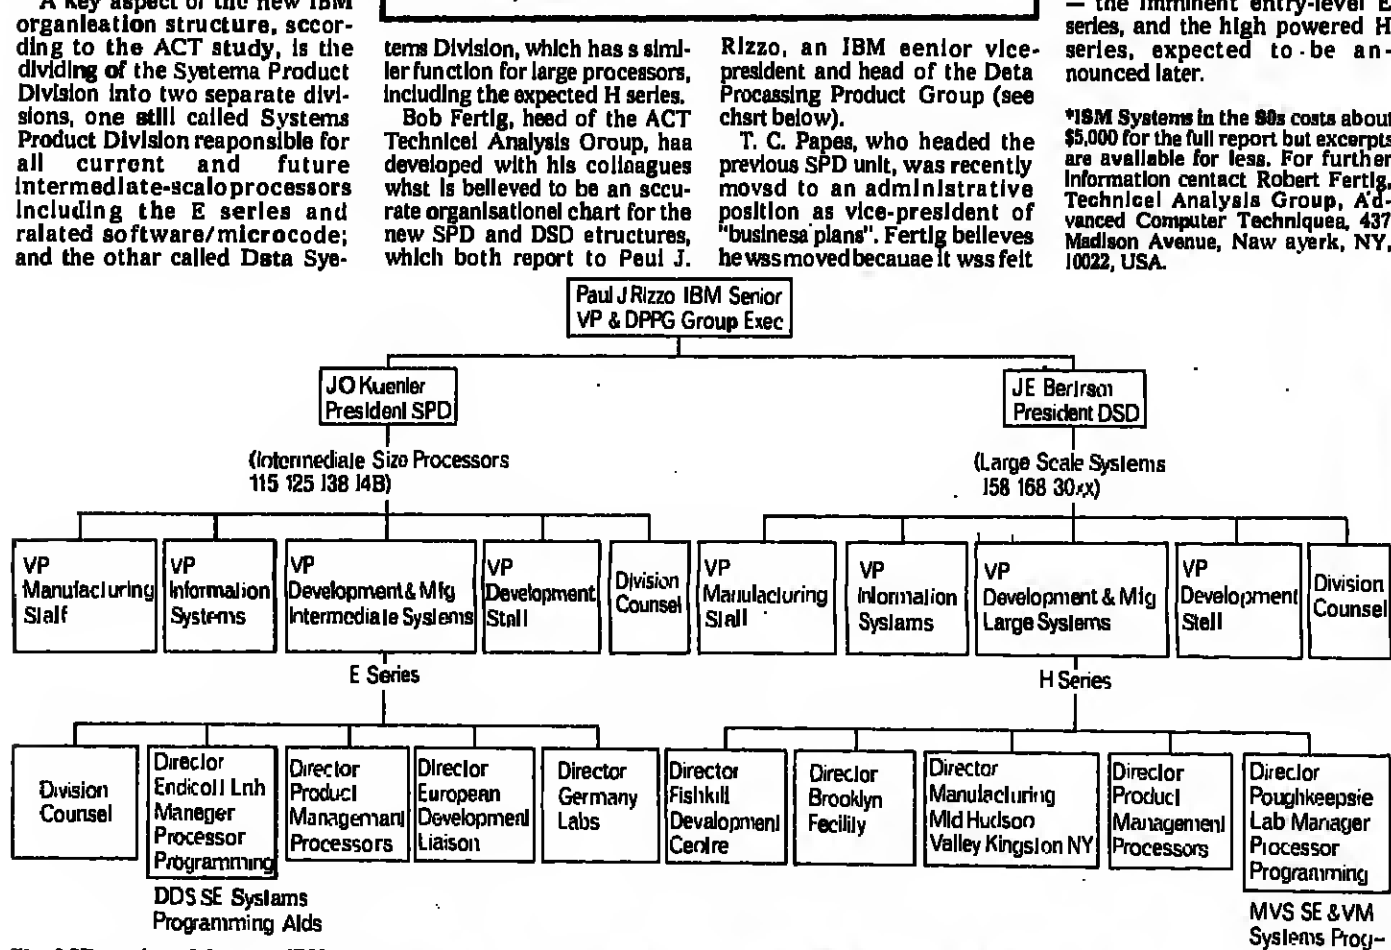 A key aspect of the new IBM
organisation structure, accor-
ding to the ACT study, is the
dividing of the Systems Product
Division into two separate divi-
sions, one still called Systems
Product Division responsible for
all current and future
intermediate-scale processors
including the E series and
related software/microcode;
and the other called Data Sys-
tems Division, which has a simi-
lar function for large processors,
including the expected H series.
Bob Fertig, head of the ACT
Technical Analysis Group, has
developed with his colleagues
what is believed to be an accu-
rate organisational chart for the
new SPD and DSD structures,
which both report to Paul J.
Rizzo, an IBM senior vice-
president and head of the Data
Processing Product Group (see
chart below).
T. C. Papes, who headed the
previous SPD unit, was recently
moved to an administrative
position as vice-president of
"business plans". Fertig believes
he was moved because it was felt
— the imminent entry-level E
series, and the high powered H
series, expected to be an-
nounced later.
*IBM Systems in the 80s costs about
$5,000 for the full report but excerpts
are available for less. For further
information contact Robert Fertig,
Technical Analysis Group, Ad-
vanced Computer Techniques, 437
Madison Avenue, New York, NY,
10022, USA.
Paul J Rizzo IBM Senior
VP & DPPG Group Exec
JO Kuenler
President SPD
JE
President DSD
(Intermediate Size Processors
115 125 138 148)
(Large Scale Systems
158 168 30xx)
VP
Manufacturing
Staff
VP
Information
Systems
VP
Development & Mfg
Intermediate Systems
VP
Development
Staff
Division
Counsel
VP
Manufacturing
Staff
VP
Information
Systems
VP
Development & Mfg
Large Systems
VP
Development
Staff
Division
Counsel
E Series
H Series
Division
Counsel
Director
Endicott Lab
Manager
Processor
Programming
Director
Product
Management
Processors
Director
European
Development
Liaison
Director
Germany
Labs
Director
Fishkill
Development
Centre
Director
Brooklyn
Facility
Director
Manufacturing
Mid Hudson
Valley Kingston NY
Director
Product
Management
Processors
Director
Poughkeepsie
Lab Manager
Processor
Programming
DDS SE Systems
Programming Aids
MVS SE & VM
Systems Prog-